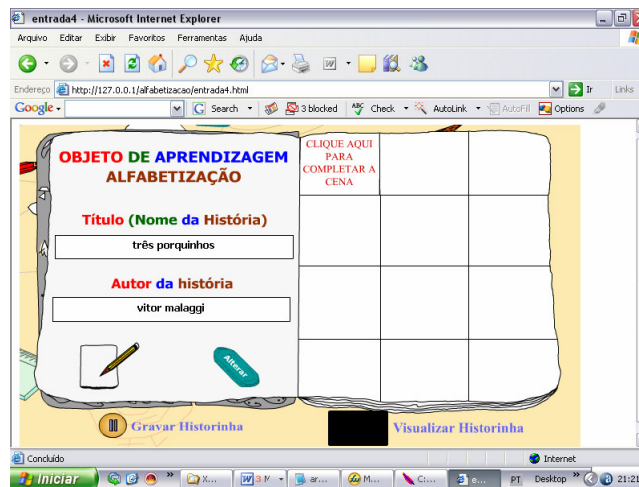 entrada4 - Microsoft Internet Explorer
Arquivo Editar Exibir Favoritos Ferramentas Ajuda
Endereço http://127.0.0.1/alfabetizacao/entrada4.html Ir Links
Google Search 3 blocked Check AutoLink AutoFill Options
OBJETO DE APRENDIZAGEM
ALFABETIZAÇÃO
Título (Nome da História)
três porquinhos
Autor da história
vitor malaggi
Alterar
CLIQUE AQUI
PARA
COMPLETAR A
CENA
Gravar Historinha
Visualizar Historinha
Concluído Internet
Iniciar X... 3 M ar... M... C:... e... PT Desktop 21:2